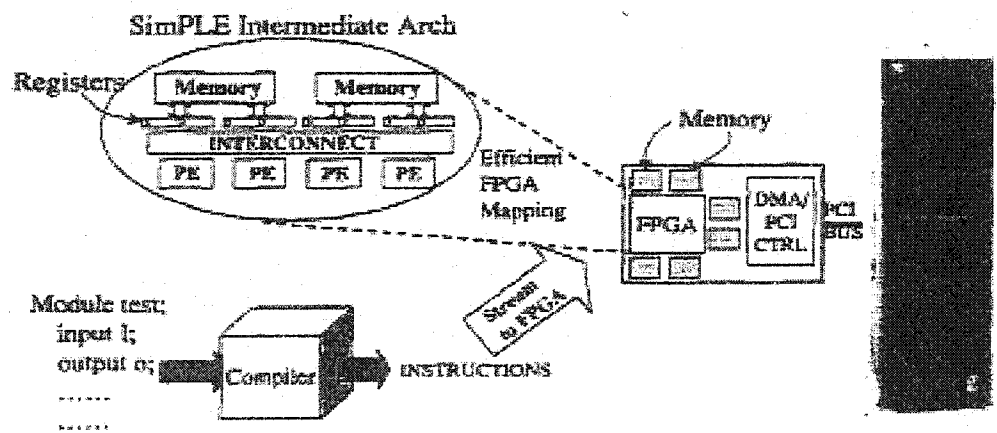 SimPLE Intermediate Arch
Registers
Memory
Memory
INTERCONNECT
PE
PE
PE
PE
Efficient
FPGA
Mapping
Memory
FPGA
DMA/
PCI
CTRL
PCI
BUS
Stream
to FPGA
Module test;
input I;
output o;
......
Compiler
INSTRUCTIONS